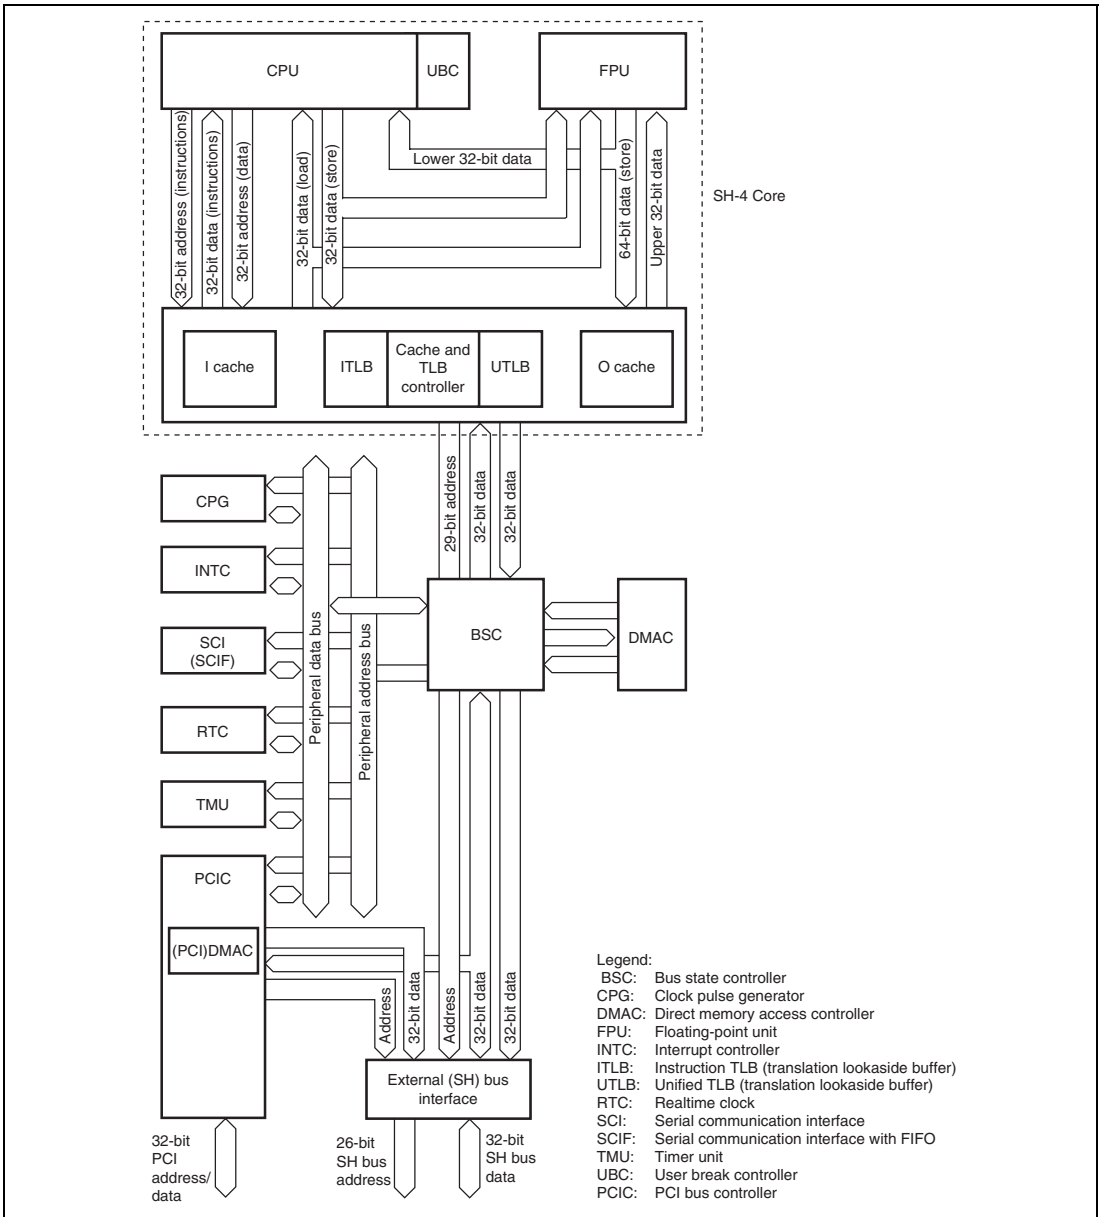 CPU
UBC
FPU
32-bit address (instructions)
32-bit data (instructions)
32-bit address (data)
32-bit data (load)
32-bit data (store)
Lower 32-bit data
64-bit data (store)
Upper 32-bit data
SH-4 Core
I cache
ITLB
Cache and
TLB
controller
UTLB
O cache
29-bit address
32-bit data
32-bit data
CPG
INTC
SCI
(SCIF)
RTC
TMU
PCIC
(PCI)DMAC
Peripheral data bus
Peripheral address bus
BSC
DMAC
Address
32-bit data
Address
32-bit data
32-bit data
External (SH) bus
interface
32-bit
PCI
address/
data
26-bit
SH bus
address
32-bit
SH bus
data
Legend:
BSC: Bus state controller
CPG: Clock pulse generator
DMAC: Direct memory access controller
FPU: Floating-point unit
INTC: Interrupt controller
ITLB: Instruction TLB (translation lookaside buffer)
UTLB: Unified TLB (translation lookaside buffer)
RTC: Realtime clock
SCI: Serial communication interface
SCIF: Serial communication interface with FIFO
TMU: Timer unit
UBC: User break controller
PCIC: PCI bus controller